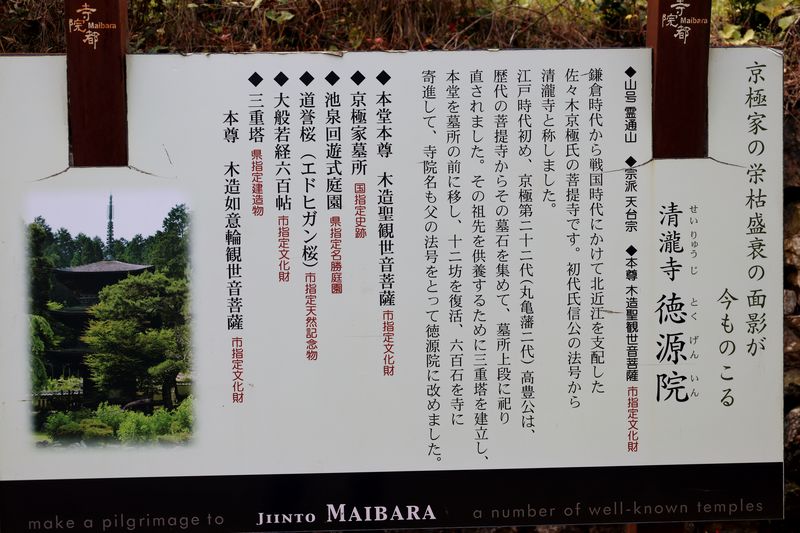 寺院都
Maibara
寺院都
Maibara
京極家の栄枯盛衰の面影が
今ものこる
せいりゅうじ とくげんいん
清瀧寺 徳源院
◆山号 霊通山 ◆宗派 天台宗 ◆本尊 木造聖観世音菩薩 市指定文化財
鎌倉時代から戦国時代にかけて北近江を支配した
佐々木京極氏の菩提寺です。初代氏信公の法号から
清瀧寺と称しました。
江戸時代初め、京極第二十二代(丸亀藩二代)高豊公は、
歴代の菩提寺からその墓石を集めて、墓所上段に祀り
直されました。その祖先を供養するために三重塔を建立し、
本堂を墓所の前に移し、十二坊を復活、六百石を寺に
寄進して、寺院名も父の法号をとって徳源院に改めました。
◆本堂本尊 木造聖観世音菩薩 市指定文化財
◆京極家墓所 国指定史跡
◆池泉回遊式庭園 県指定名勝庭園
◆道誉桜(エドヒガン桜)市指定天然記念物
◆大般若経六百帖 市指定文化財
◆三重塔 県指定建造物
本尊 木造如意輪観世音菩薩 市指定文化財
make a pilgrimage to JIINTO MAIBARA a number of well-known temples